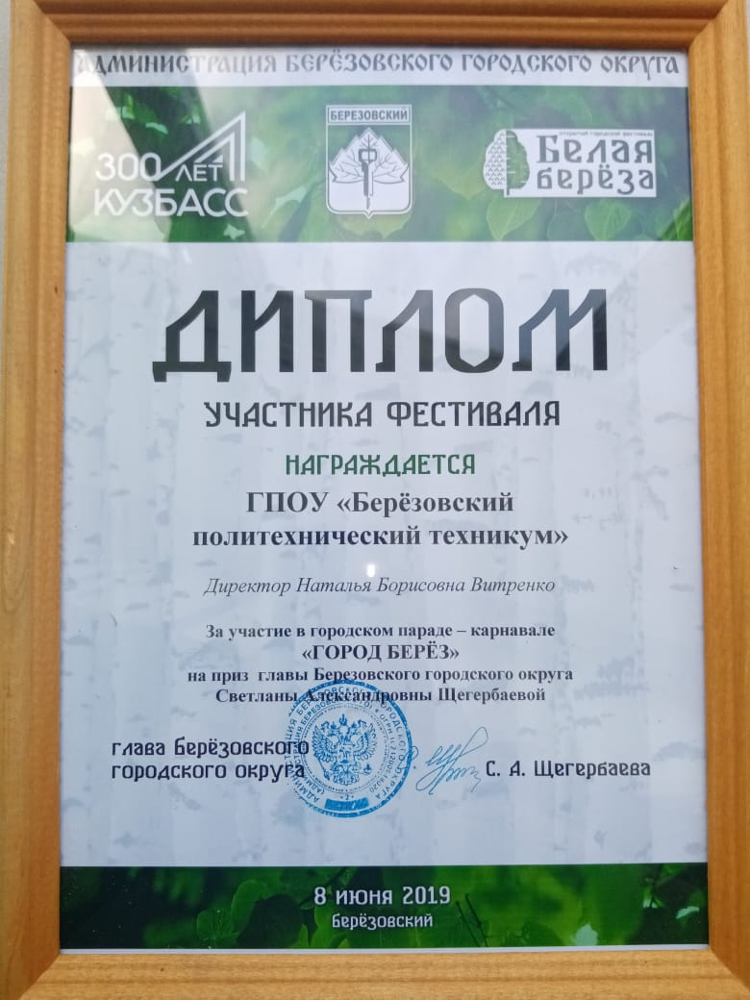 АДМИНИСТРАЦИЯ БЕРЁЗОВСКОГО ГОРОДСКОГО ОКРУГА
300 ЛЕТ
КУЗБАСС
БЕРЕЗОВСКИЙ
открытый городской фестиваль
Белая
берёза
ДИПЛОМ
УЧАСТНИКА ФЕСТИВАЛЯ
НАГРАЖДАЕТСЯ
ГПОУ «Берёзовский
политехнический техникум»
Директор Наталья Борисовна Витренко
За участие в городском параде – карнавале
«ГОРОД БЕРЁЗ»
на приз главы Березовского городского округа
Светланы Александровны Щегербаевой
глава Берёзовского
городского округа
С. А. Щегербаева
8 июня 2019
Берёзовский